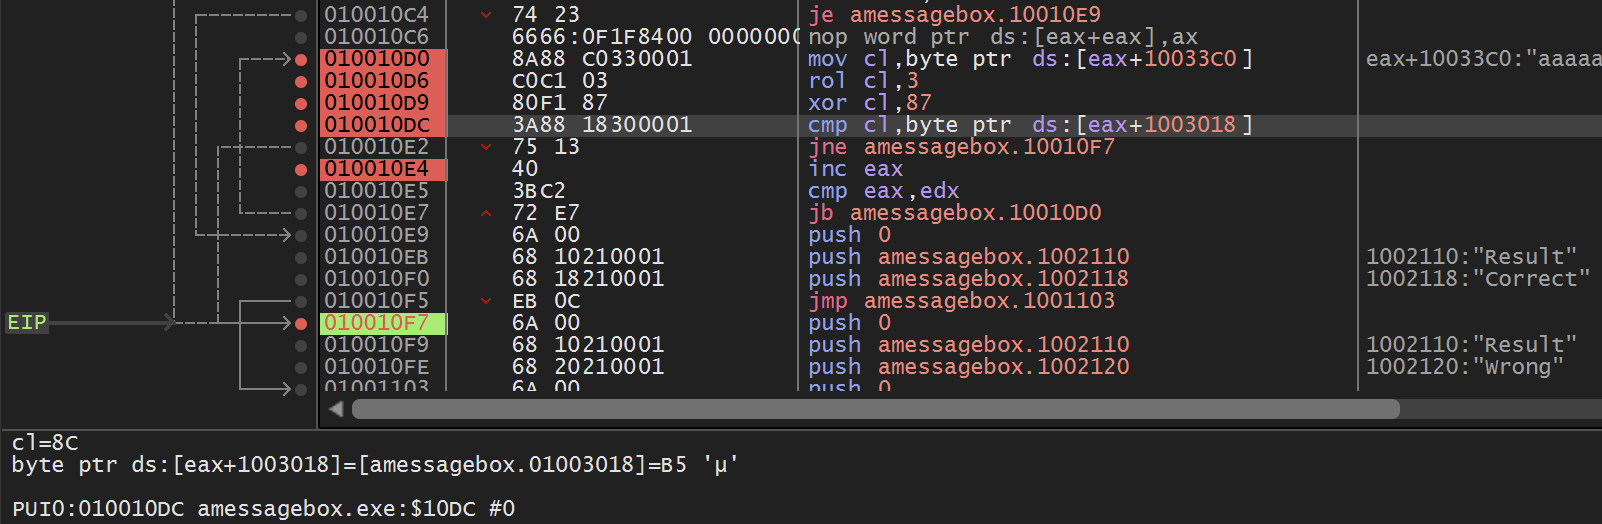 010010C4 74 23 je amessagebox.10010E9
010010C6 6666:0F1F8400 0000000 nop word ptr ds:[eax+eax],ax
010010D0 8A88 C0330001 mov cl,byte ptr ds:[eax+10033C0] eax+10033C0:"aaaaa
010010D6 C0C1 03 rol cl,3
010010D9 80F1 87 xor cl,87
010010DC 3A88 18300001 cmp cl,byte ptr ds:[eax+1003018]
010010E2 75 13 jne amessagebox.10010F7
010010E4 40 inc eax
010010E5 3BC2 cmp eax,edx
010010E7 72 E7 jb amessagebox.10010D0
010010E9 6A 00 push 0
010010EB 68 10210001 push amessagebox.1002110 1002110:"Result"
010010F0 68 18210001 push amessagebox.1002118 1002118:"Correct"
010010F5 EB 0C jmp amessagebox.1001103
EIP 010010F7 6A 00 push 0
010010F9 68 10210001 push amessagebox.1002110 1002110:"Result"
010010FE 68 20210001 push amessagebox.1002120 1002120:"Wrong"
01001103 6A 00 push 0
cl=8C
byte ptr ds:[eax+1003018]=[amessagebox.01003018]=B5 'µ'
PUI0:010010DC amessagebox.exe:$10DC #0